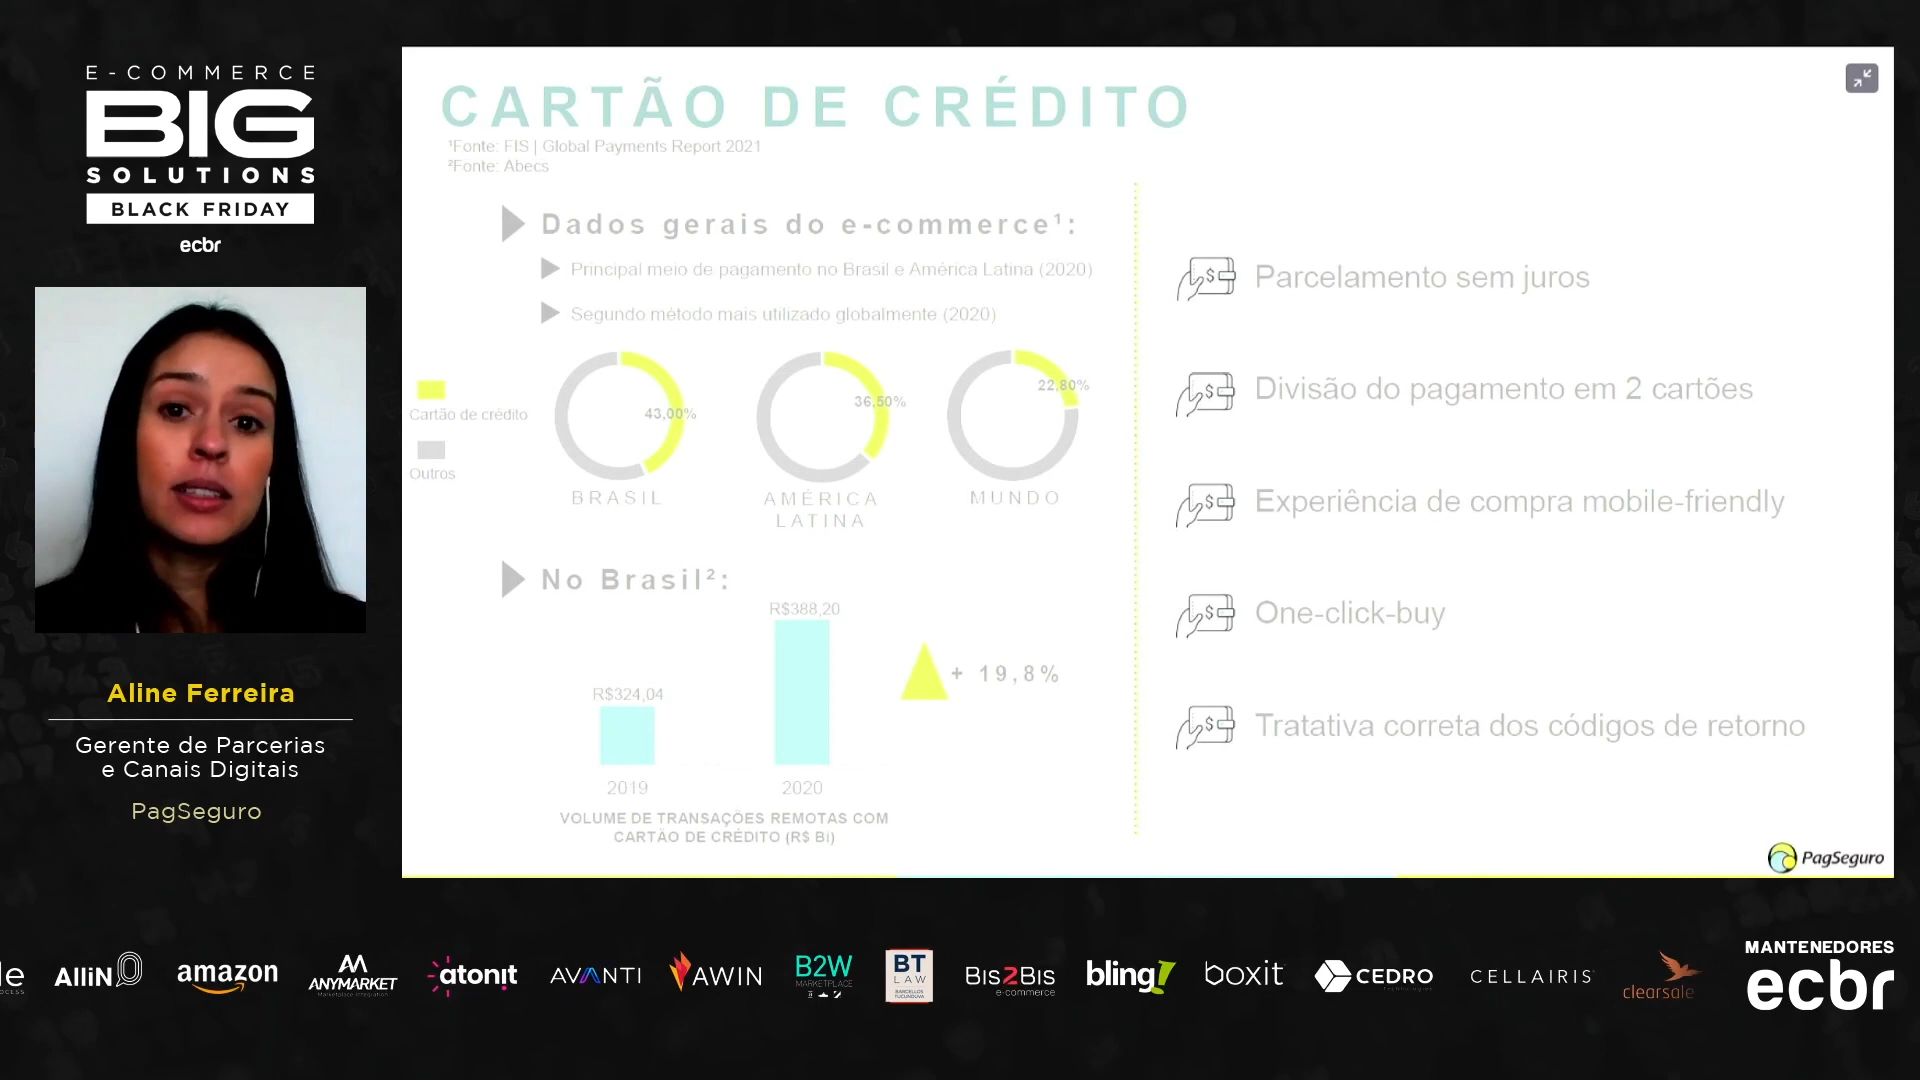 E-COMMERCE
BIG
SOLUTIONS
BLACK FRIDAY
ecbr
Aline Ferreira
Gerente de Parcerias
e Canais Digitais
PagSeguro
CARTÃO DE CRÉDITO
¹Fonte: FIS | Global Payments Report 2021
²Fonte: Abecs
Dados gerais do e-commerce¹:
Principal meio de pagamento no Brasil e América Latina (2020)
Segundo método mais utilizado globalmente (2020)
Cartão de crédito
Outros
43,00%
36,50%
22,80%
BRASIL
AMÉRICA
LATINA
MUNDO
No Brasil²:
R$324,04
R$388,20
+ 19,8%
2019
2020
VOLUME DE TRANSAÇÕES REMOTAS COM
CARTÃO DE CRÉDITO (R$ Bi)
Parcelamento sem juros
Divisão do pagamento em 2 cartões
Experiência de compra mobile-friendly
One-click-buy
Tratativa correta dos códigos de retorno
PagSeguro
AlliN
amazon
ANYMARKET
Marketplace Integration
atonit
AVANTI
AWIN
B2W
MARKETPLACE
BT
LAW
BARCELLOS
TUCUNDUVA
BIS2BIS
e-commerce
bling!
boxit
CEDRO
CELLAIRIS
clearsale
MANTENEDORES
ecbr